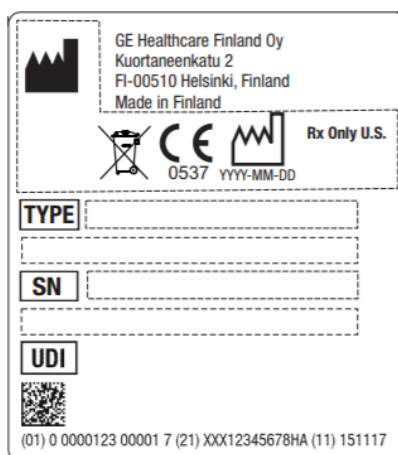 GE Healthcare Finland Oy
Kuortaneenkatu 2
FI-00510 Helsinki, Finland
Made in Finland
Rx Only U.S.
CE
0537 YYYY-MM-DD
TYPE
SN
UDI
(01) 0 0000123 00001 7 (21) XXX12345678HA (11) 151117